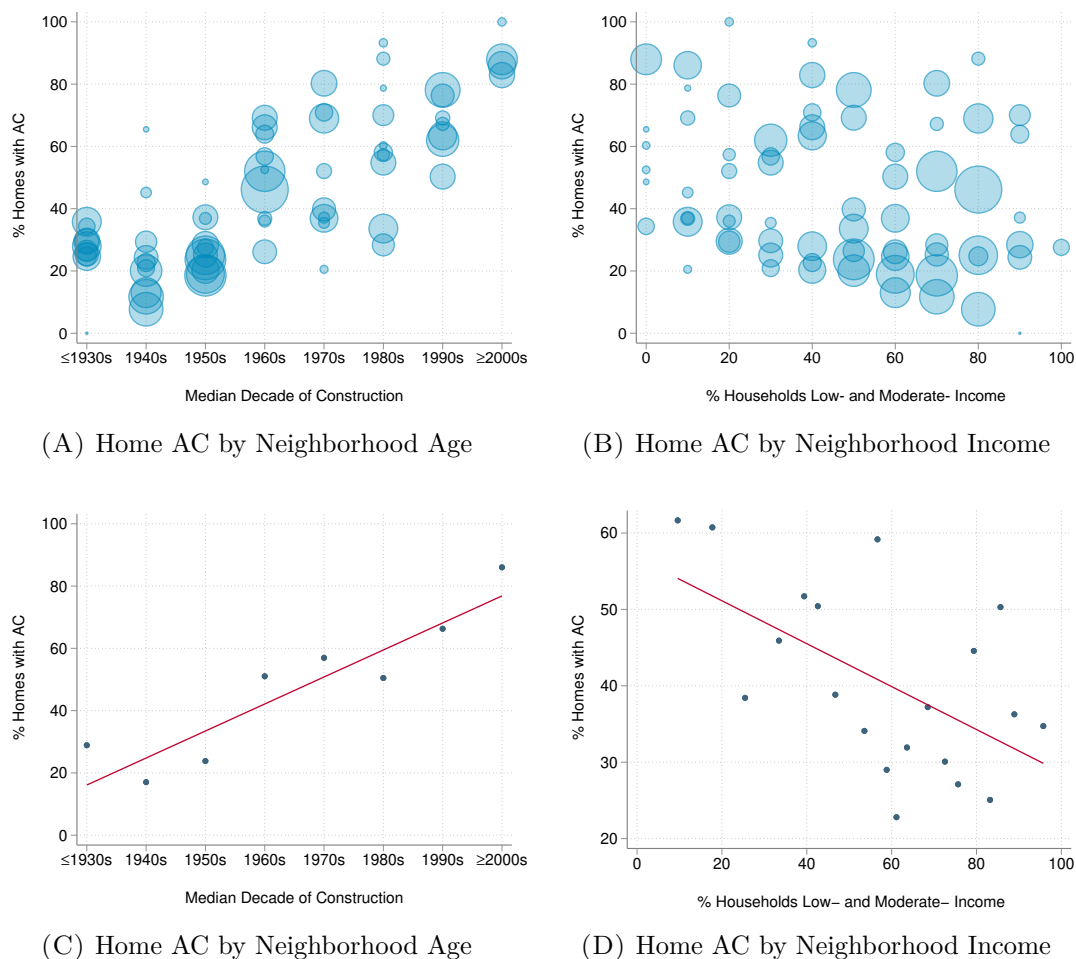 100
80
60
40
20
0
% Homes with AC
≤1930s 1940s 1950s 1960s 1970s 1980s 1990s ≥2000s
Median Decade of Construction
(A) Home AC by Neighborhood Age
100
80
60
40
20
0
% Homes with AC
0 20 40 60 80 100
% Households Low- and Moderate- Income
(B) Home AC by Neighborhood Income
100
80
60
40
20
0
% Homes with AC
≤1930s 1940s 1950s 1960s 1970s 1980s 1990s ≥2000s
Median Decade of Construction
(C) Home AC by Neighborhood Age
60
50
40
30
20
% Homes with AC
0 20 40 60 80 100
% Households Low− and Moderate− Income
(D) Home AC by Neighborhood Income